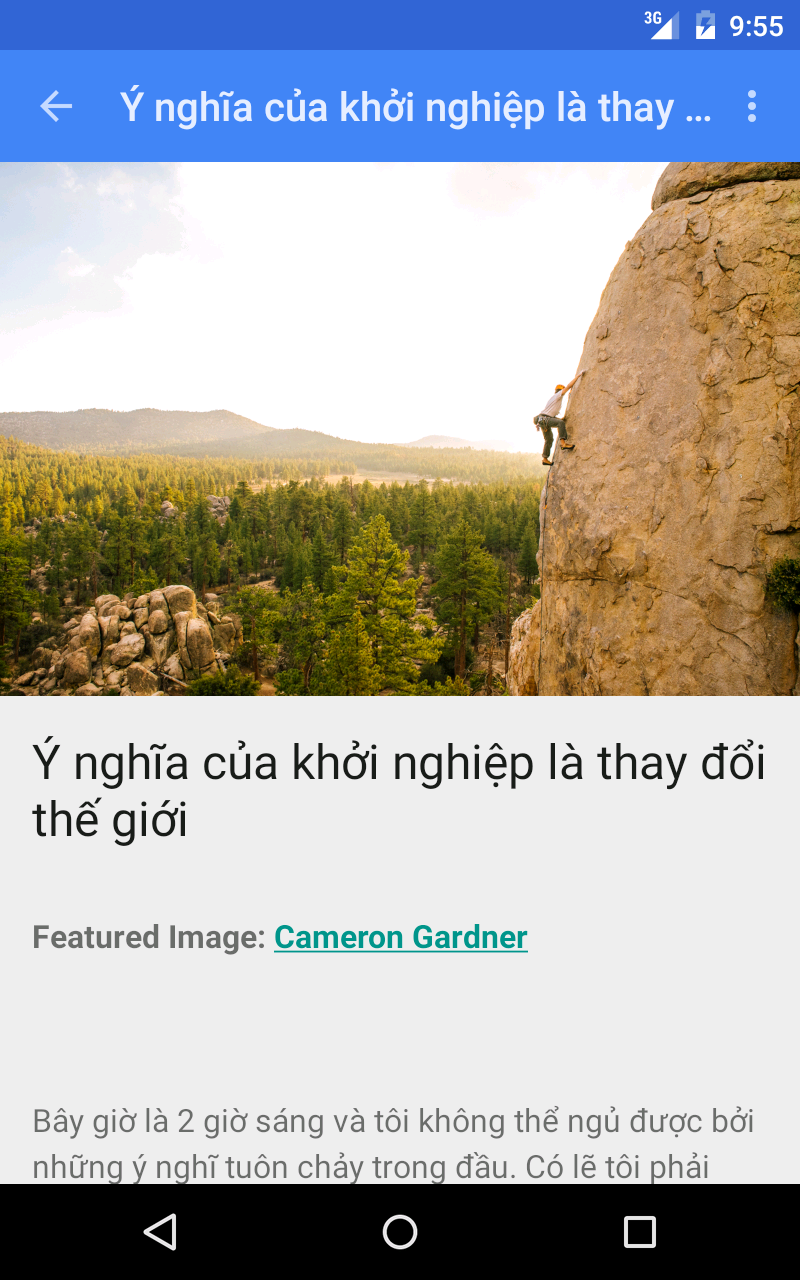 3G 9:55
Ý nghĩa của khởi nghiệp là thay ...
Ý nghĩa của khởi nghiệp là thay đổi
thế giới
Featured Image: Cameron Gardner
Bây giờ là 2 giờ sáng và tôi không thể ngủ được bởi
những ý nghĩ tuôn chảy trong đầu. Có lẽ tôi phải